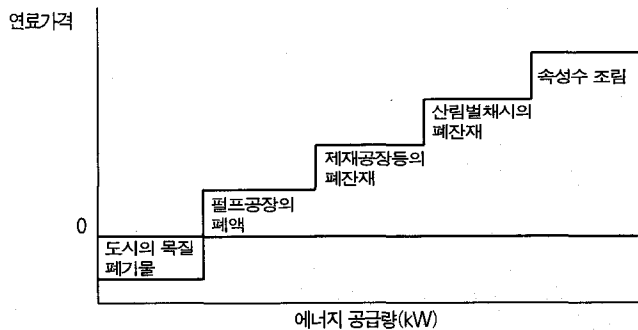 연료가격
속성수 조림
산림벌채시의
폐잔재
제재공장등의
폐잔재
펄프공장의
폐액
0
도시의 목질
폐기물
에너지 공급량(kW)